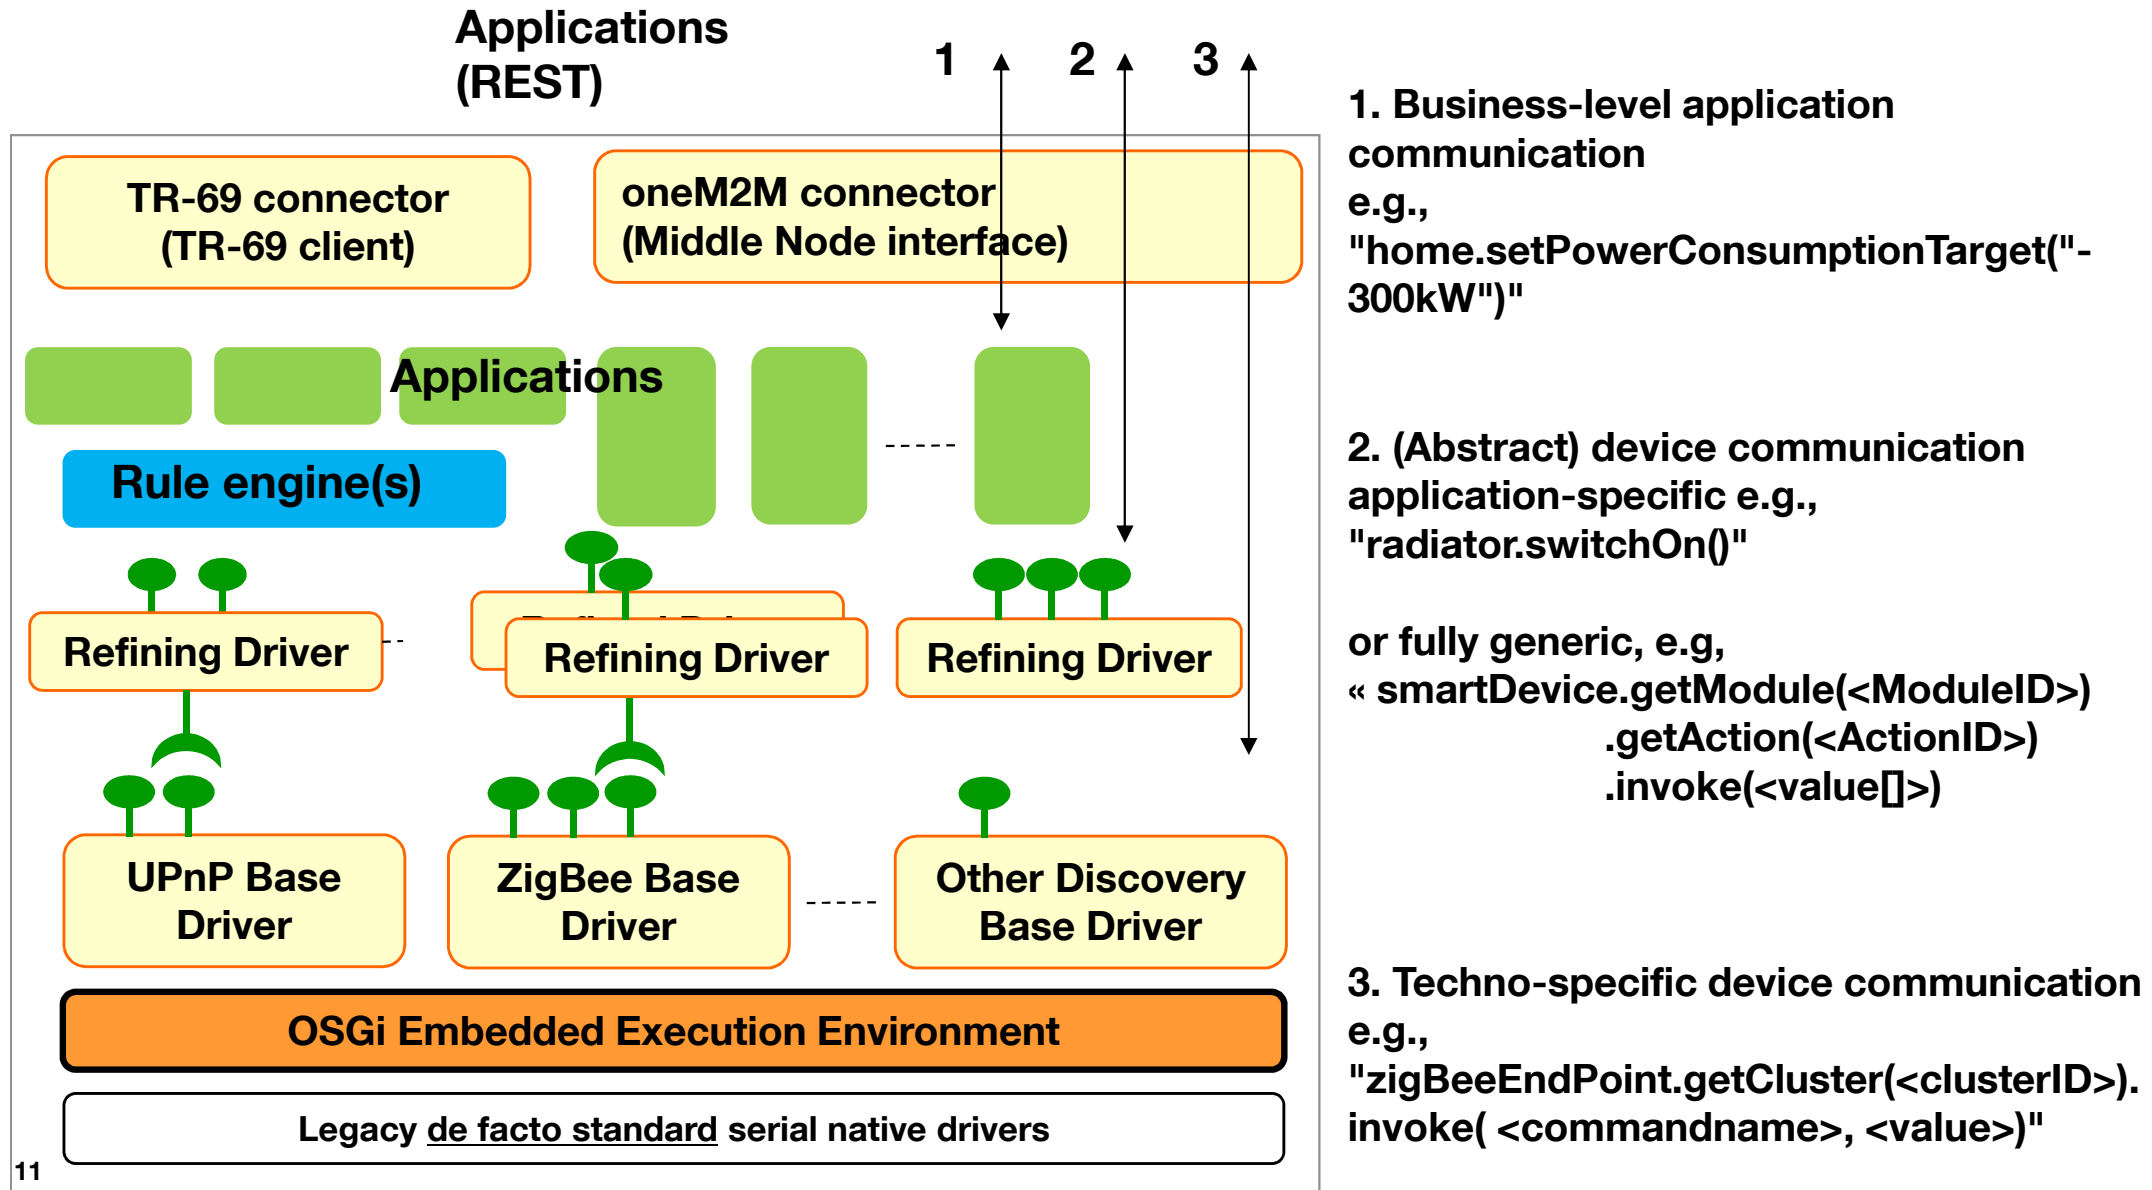 Applications
(REST)
1
2
3
TR-69 connector
(TR-69 client)
oneM2M connector
(Middle Node interface)
Applications
Rule engine(s)
Refining Driver
Refining Driver
Refining Driver
UPnP Base
Driver
ZigBee Base
Driver
Other Discovery
Base Driver
OSGi Embedded Execution Environment
Legacy de facto standard serial native drivers
11
1. Business-level application
communication
e.g.,
"home.setPowerConsumptionTarget("-
300kW")"
2. (Abstract) device communication
application-specific e.g.,
"radiator.switchOn()"
or fully generic, e.g,
« smartDevice.getModule(<ModuleID>)
.getAction(<ActionID>)
.invoke(<value[]>)
3. Techno-specific device communication
e.g.,
"zigBeeEndPoint.getCluster(<clusterID>).
invoke( <commandname>, <value>)"